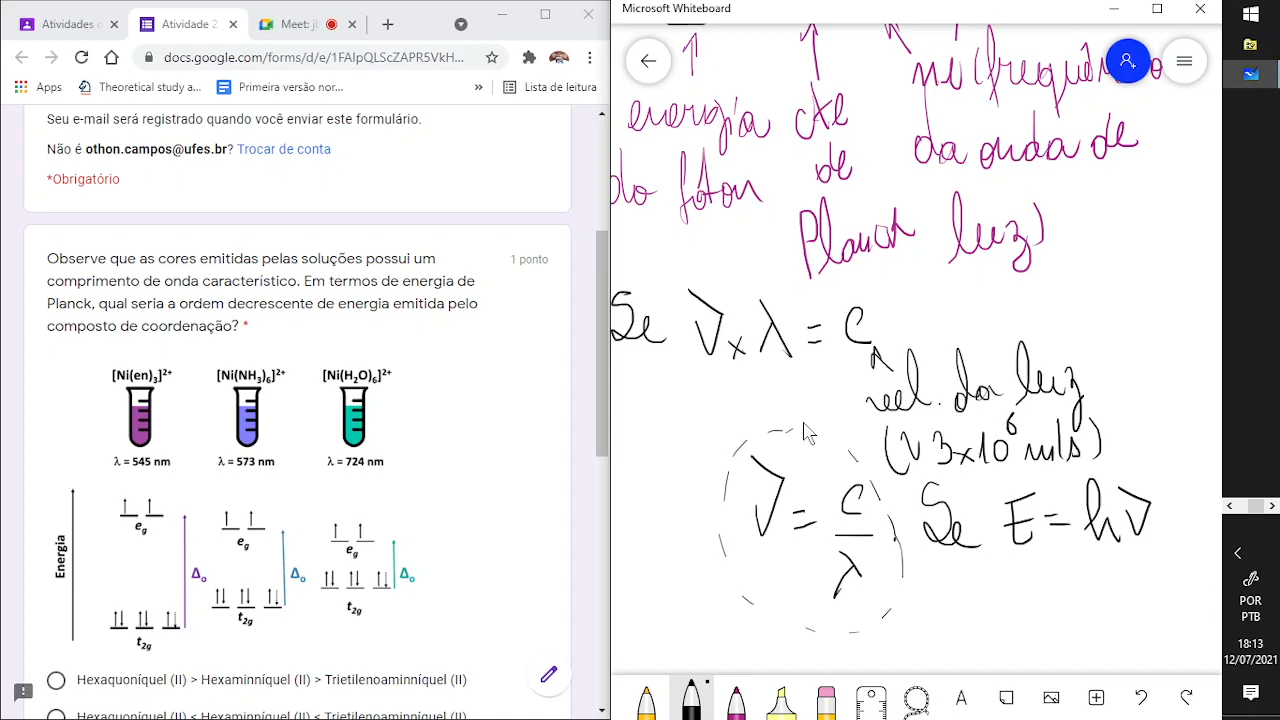 Atividades d
Atividade 2
Meet:
docs.google.com/forms/d/e/1FAIpQLScZAPRQVkH...
Apps
Theoretical study a...
Primeira versão nor...
»
Lista de leitura
Seu e-mail será registrado quando você enviar este formulário.
Não é othon.campos@ufes.br? Trocar de conta
*Obrigatório
Observe que as cores emitidas pelas soluções possui um
comprimento de onda característico. Em termos de energia de
Planck, qual seria a ordem decrescente de energia emitida pelo
composto de coordenação? *
1 ponto
[Ni(en)3]2+
[Ni(NH3)6]2+
[Ni(H2O)6]2+
λ = 545 nm
λ = 573 nm
λ = 724 nm
Energia
eg
eg
eg
Δo
Δo
Δo
t2g
t2g
t2g
Hexaquoníquel (II) > Hexaminníquel (II) > Trietilenoaminníquel (II)
Hexaquoníquel (II) < Hexaminníquel (II) < Trietilenoaminníquel (II)
Microsoft Whiteboard
energia cte
do fóton de
Planck
da onda de
luz)
Se ν x λ = c
vel. da luz
(~ 3x10⁶ m/s)
ν = c/λ
Se E = hν
A
POR
PTB
18:13
12/07/2021